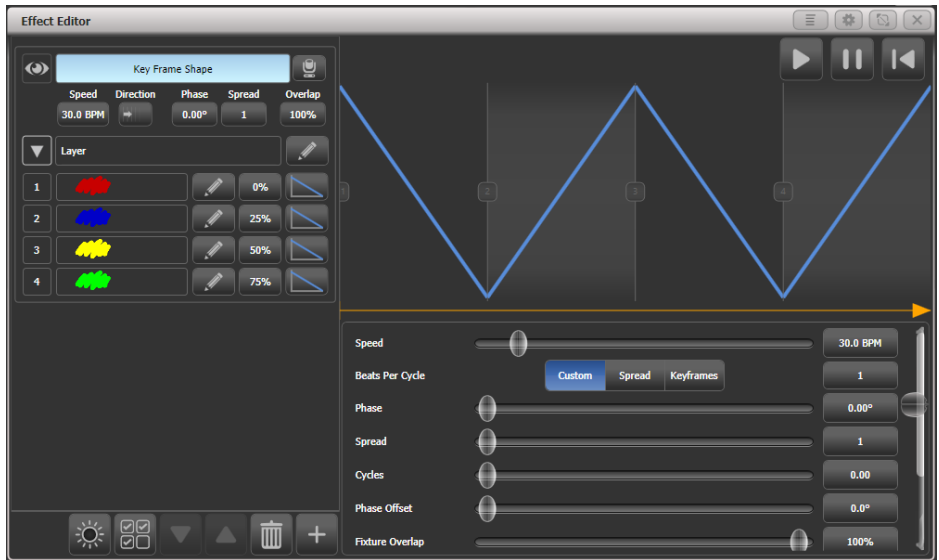 Effect Editor
Key Frame Shape
Speed Direction Phase Spread Overlap
30.0 BPM 0.00° 1 100%
Layer
1 0%
2 25%
3 50%
4 75%
1 2 3 4
Speed 30.0 BPM
Beats Per Cycle Custom Spread Keyframes 1
Phase 0.00°
Spread 1
Cycles 0.00
Phase Offset 0.0°
Fixture Overlap 100%